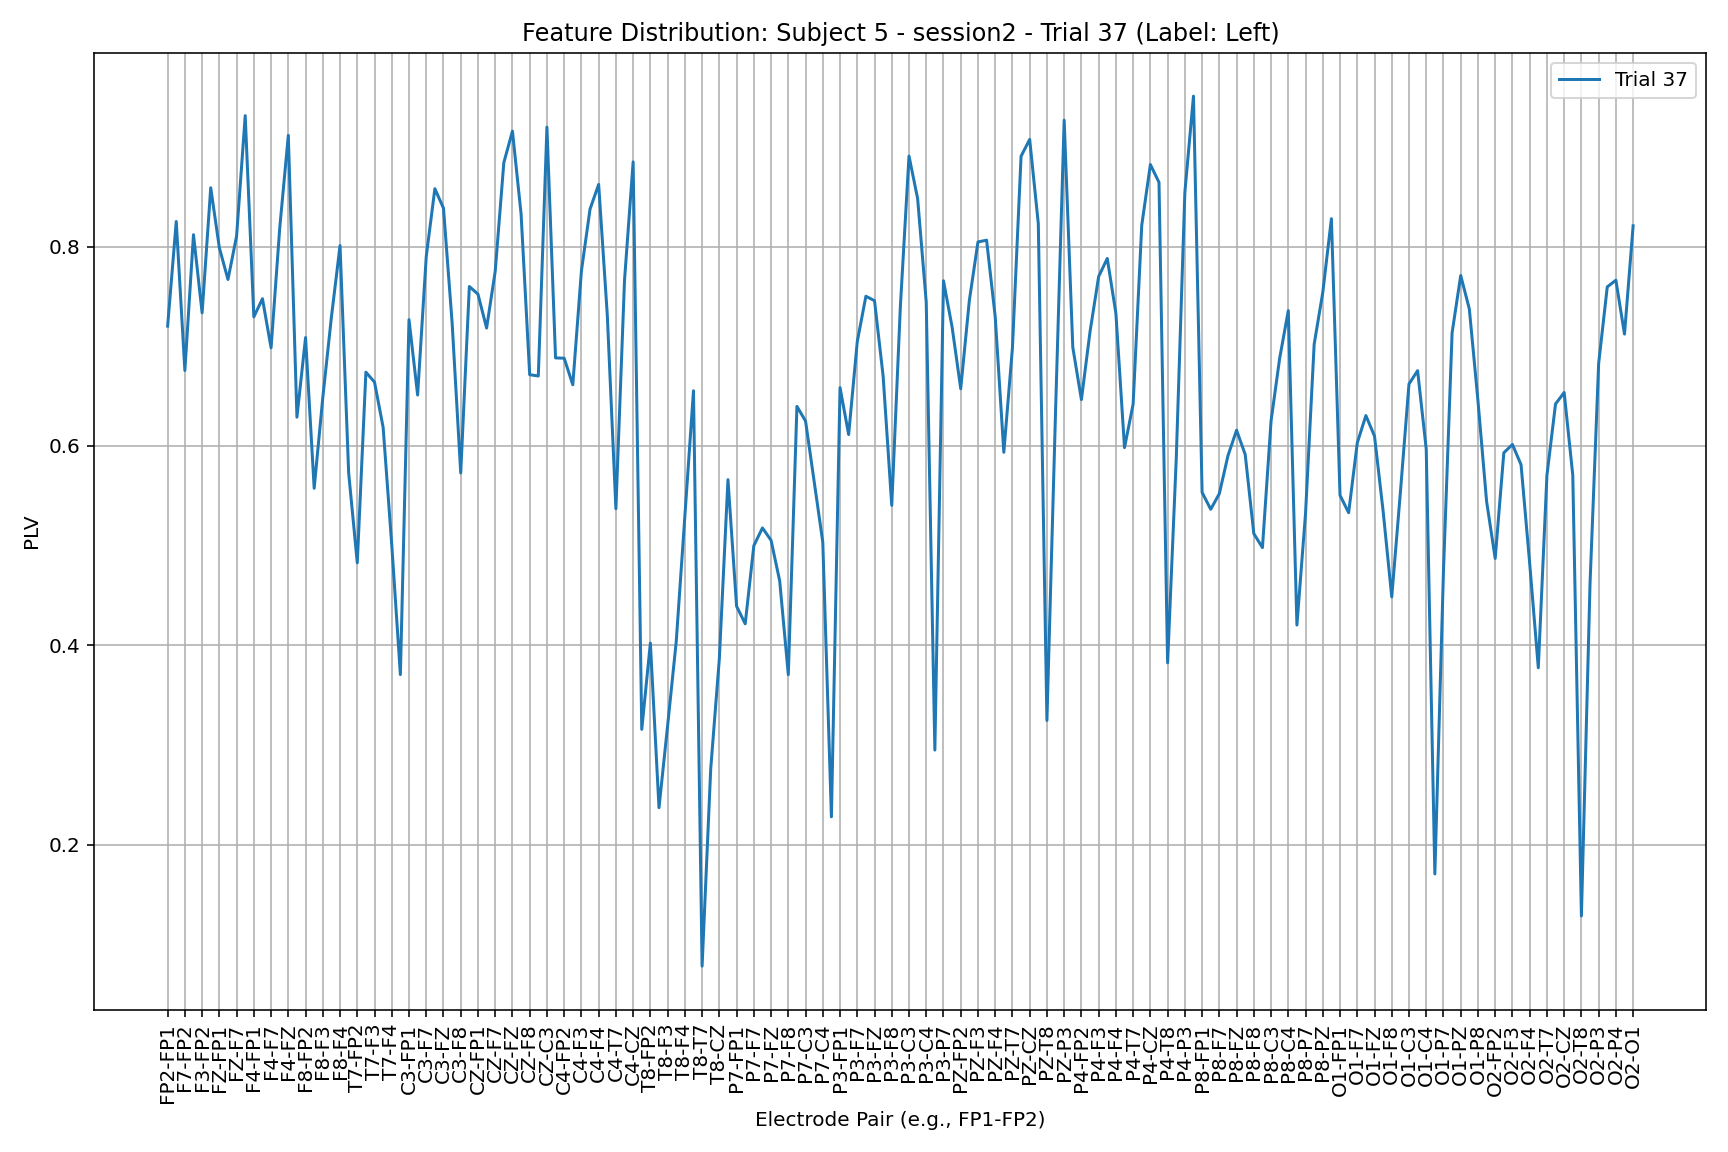 Feature Distribution: Subject 5 - session2 - Trial 37 (Label: Left)
Trial 37
PLV
0.8
0.6
0.4
0.2
FP2-FP1
F7-FP2
F3-FP2
FZ-FP1
FZ-F7
F4-FP1
F4-F7
F4-FZ
F8-FP2
F8-F3
F8-F4
T7-FP2
T7-F3
T7-F4
C3-FP1
C3-F7
C3-FZ
C3-F8
CZ-FP1
CZ-F7
CZ-FZ
CZ-F8
CZ-C3
C4-FP2
C4-F3
C4-F4
C4-T7
C4-CZ
T8-FP2
T8-F3
T8-F4
T8-T7
T8-CZ
P7-FP1
P7-F7
P7-FZ
P7-F8
P7-C3
P7-C4
P3-FP1
P3-F7
P3-FZ
P3-F8
P3-C3
P3-C4
P3-P7
PZ-FP2
PZ-F3
PZ-F4
PZ-T7
PZ-CZ
PZ-T8
PZ-P3
P4-FP2
P4-F3
P4-F4
P4-T7
P4-CZ
P4-T8
P4-P3
P8-FP1
P8-F7
P8-FZ
P8-F8
P8-C3
P8-C4
P8-P7
P8-PZ
O1-FP1
O1-F7
O1-FZ
O1-F8
O1-C3
O1-C4
O1-P7
O1-PZ
O1-P8
O2-FP2
O2-F3
O2-F4
O2-T7
O2-CZ
O2-T8
O2-P3
O2-P4
O2-O1
Electrode Pair (e.g., FP1-FP2)